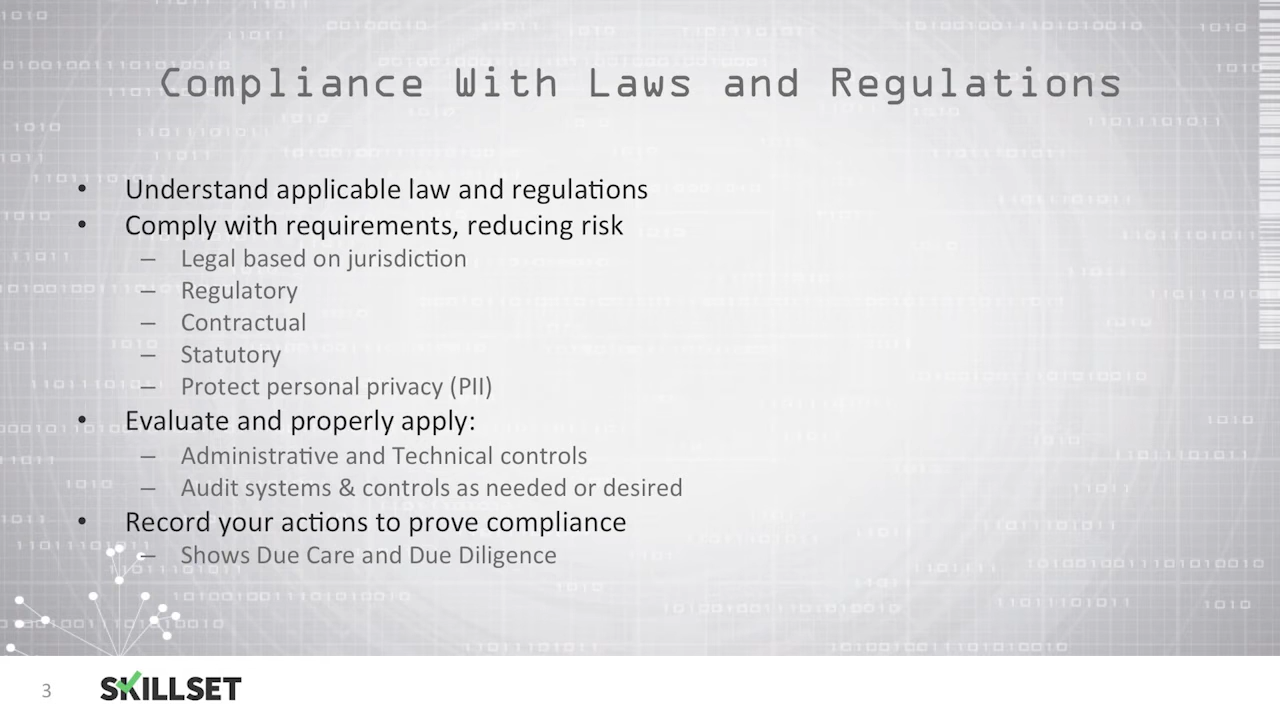 Compliance With Laws and Regulations
• Understand applicable law and regulations
• Comply with requirements, reducing risk
– Legal based on jurisdiction
– Regulatory
– Contractual
– Statutory
– Protect personal privacy (PII)
• Evaluate and properly apply:
– Administrative and Technical controls
– Audit systems & controls as needed or desired
• Record your actions to prove compliance
– Shows Due Care and Due Diligence
3
SKILLSET